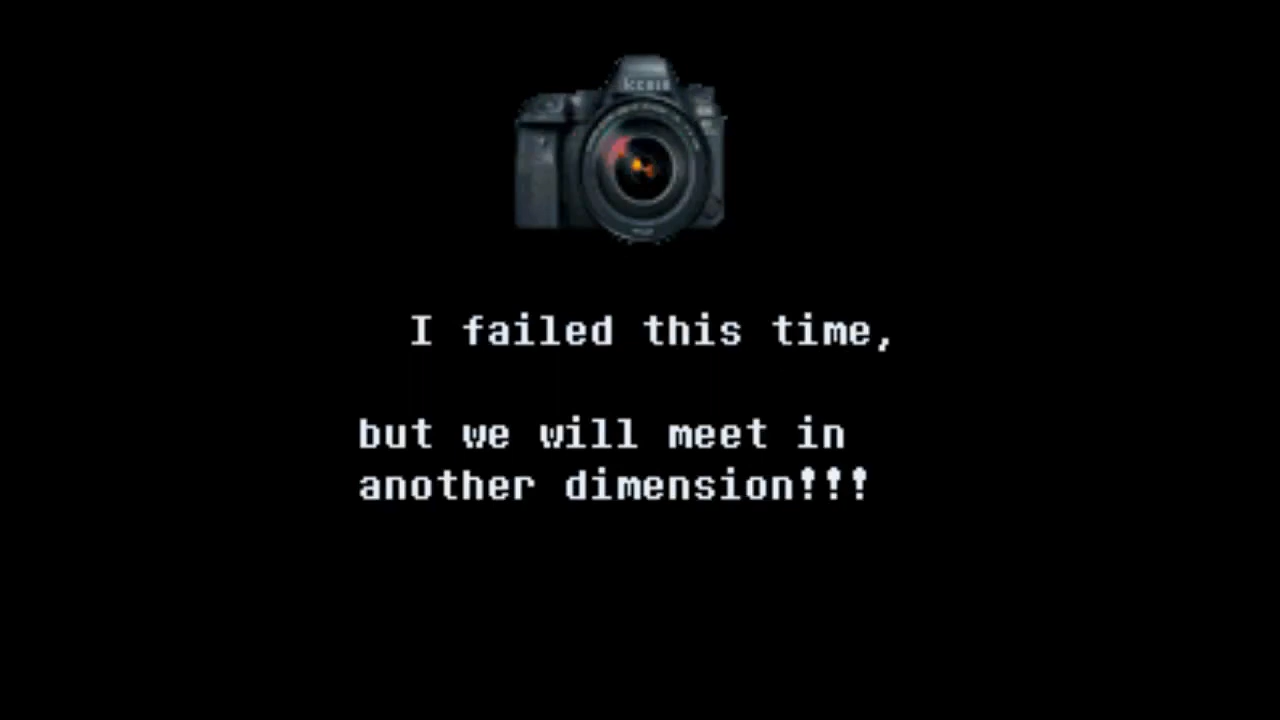 I failed this time,
but we will meet in
another dimension!!!